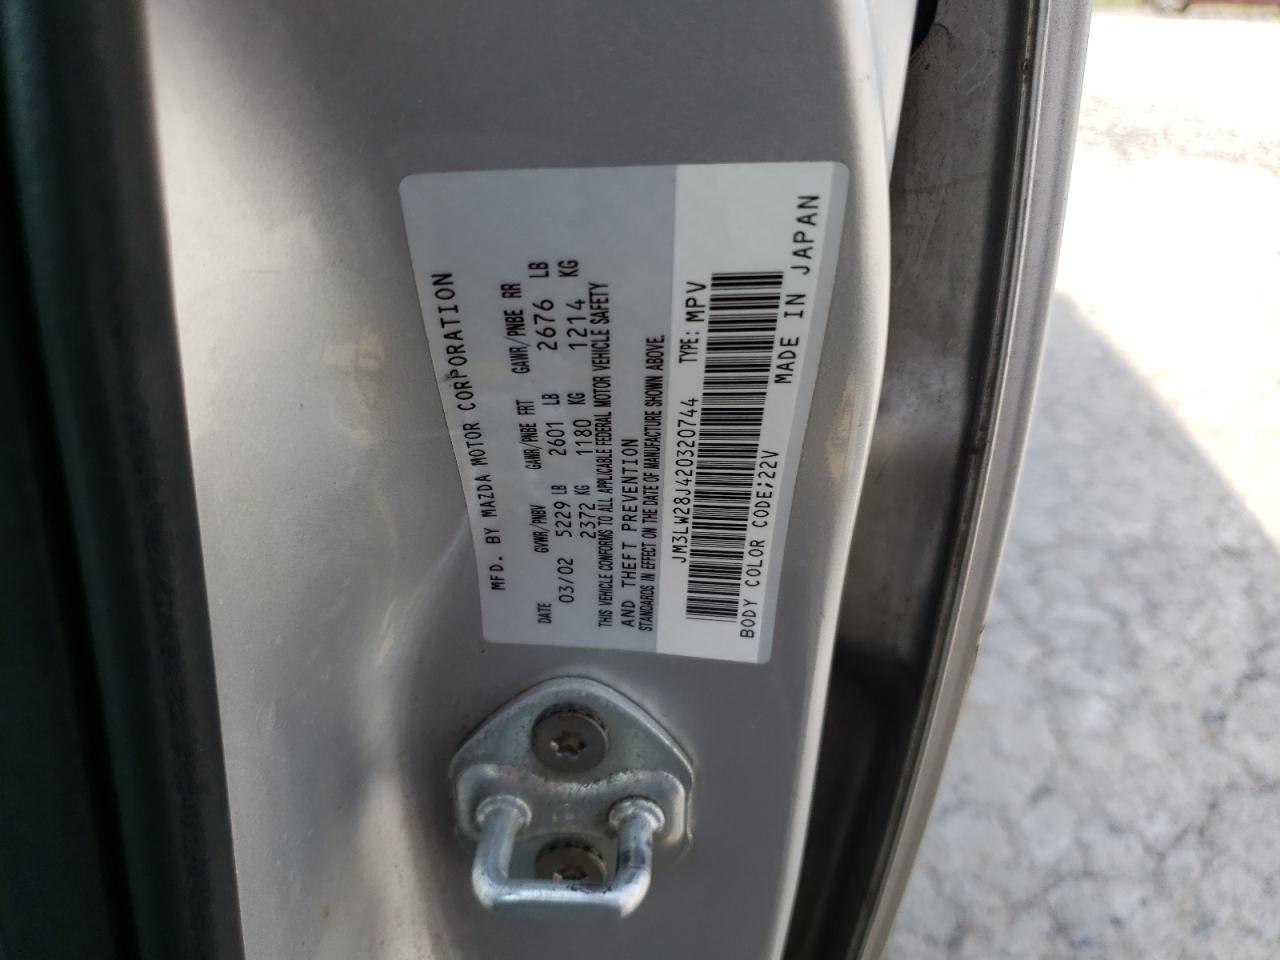 MFD. BY MAZDA MOTOR CORPORATION
DATE GVWR/PNBV GAWR/PNBE FRT GAWR/PNBE RR
03/02 5229 LB 2601 LB 2676 LB
2372 KG 1180 KG 1214 KG
THIS VEHICLE CONFORMS TO ALL APPLICABLE FEDERAL MOTOR VEHICLE SAFETY
AND THEFT PREVENTION
STANDARDS IN EFFECT ON THE DATE OF MANUFACTURE SHOWN ABOVE.
JM3LW28J420320744 TYPE: MPV
BODY COLOR CODE;22V
MADE IN JAPAN